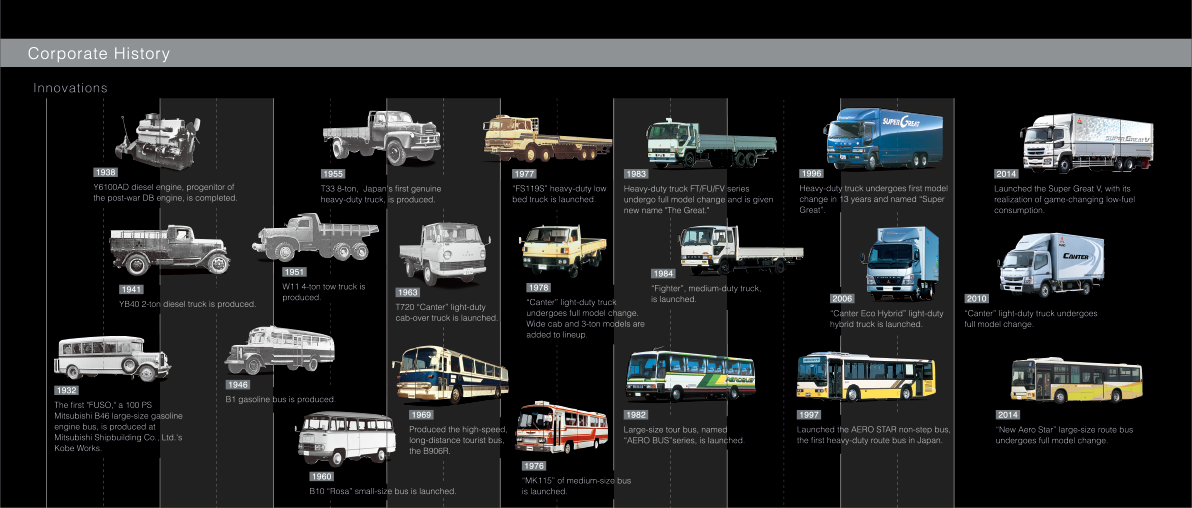 Corporate History
Innovations
1938
Y6100AD diesel engine, progenitor of
the post-war DB engine, is completed.
1955
T33 8-ton, Japan's first genuine
heavy-duty truck, is produced.
1977
"FS119S" heavy-duty low
bed truck is launched.
1983
Heavy-duty truck FT/FU/FV series
undergo full model change and is given
new name "The Great."
SUPER GREAT
1996
Heavy-duty truck undergoes first model
change in 13 years and named "Super
Great".
SUPER GREAT V
2014
Launched the Super Great V, with its
realization of game-changing low-fuel
consumption.
1941
YB40 2-ton diesel truck is produced.
1951
W11 4-ton tow truck is
produced.
1963
T720 "Canter" light-duty
cab-over truck is launched.
1978
"Canter" light-duty truck
undergoes full model change.
Wide cab and 3-ton models are
added to lineup.
1984
"Fighter", medium-duty truck,
is launched.
2006
"Canter Eco Hybrid" light-duty
hybrid truck is launched.
CANTER
2010
"Canter" light-duty truck undergoes
full model change.
1932
The first "FUSO," a 100 PS
Mitsubishi B46 large-size gasoline
engine bus, is produced at
Mitsubishi Shipbuilding Co., Ltd.'s
Kobe Works.
1946
B1 gasoline bus is produced.
1960
B10 "Rosa" small-size bus is launched.
1969
Produced the high-speed,
long-distance tourist bus,
the B906R.
1976
"MK115" of medium-size bus
is launched.
AEROBUS
1982
Large-size tour bus, named
"AERO BUS"series, is launched.
1997
Launched the AERO STAR non-step bus,
the first heavy-duty route bus in Japan.
2014
"New Aero Star" large-size route bus
undergoes full model change.